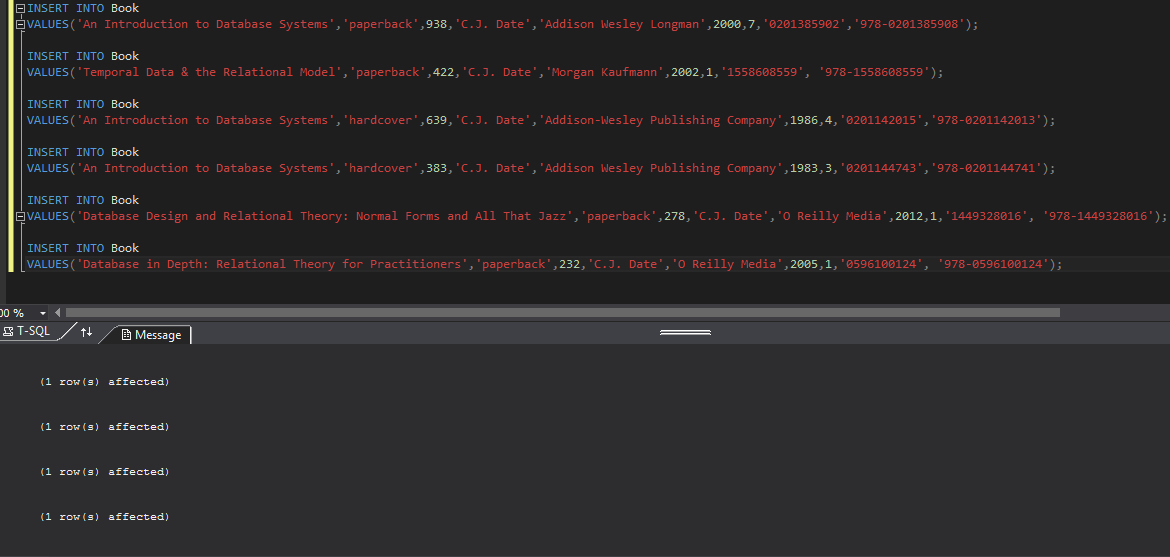 INSERT INTO Book
VALUES('An Introduction to Database Systems','paperback',938,'C.J. Date','Addison Wesley Longman',2000,7,'0201385902','978-0201385908');
INSERT INTO Book
VALUES('Temporal Data & the Relational Model','paperback',422,'C.J. Date','Morgan Kaufmann',2002,1,'1558608559', '978-1558608559');
INSERT INTO Book
VALUES('An Introduction to Database Systems','hardcover',639,'C.J. Date','Addison-Wesley Publishing Company',1986,4,'0201142015','978-0201142013');
INSERT INTO Book
VALUES('An Introduction to Database Systems','hardcover',383,'C.J. Date','Addison Wesley Publishing Company',1983,3,'0201144743','978-0201144741');
INSERT INTO Book
VALUES('Database Design and Relational Theory: Normal Forms and All That Jazz','paperback',278,'C.J. Date','O Reilly Media',2012,1,'1449328016', '978-1449328016');
INSERT INTO Book
VALUES('Database in Depth: Relational Theory for Practitioners','paperback',232,'C.J. Date','O Reilly Media',2005,1,'0596100124', '978-0596100124');
00 %
T-SQL Message
(1 row(s) affected)
(1 row(s) affected)
(1 row(s) affected)
(1 row(s) affected)